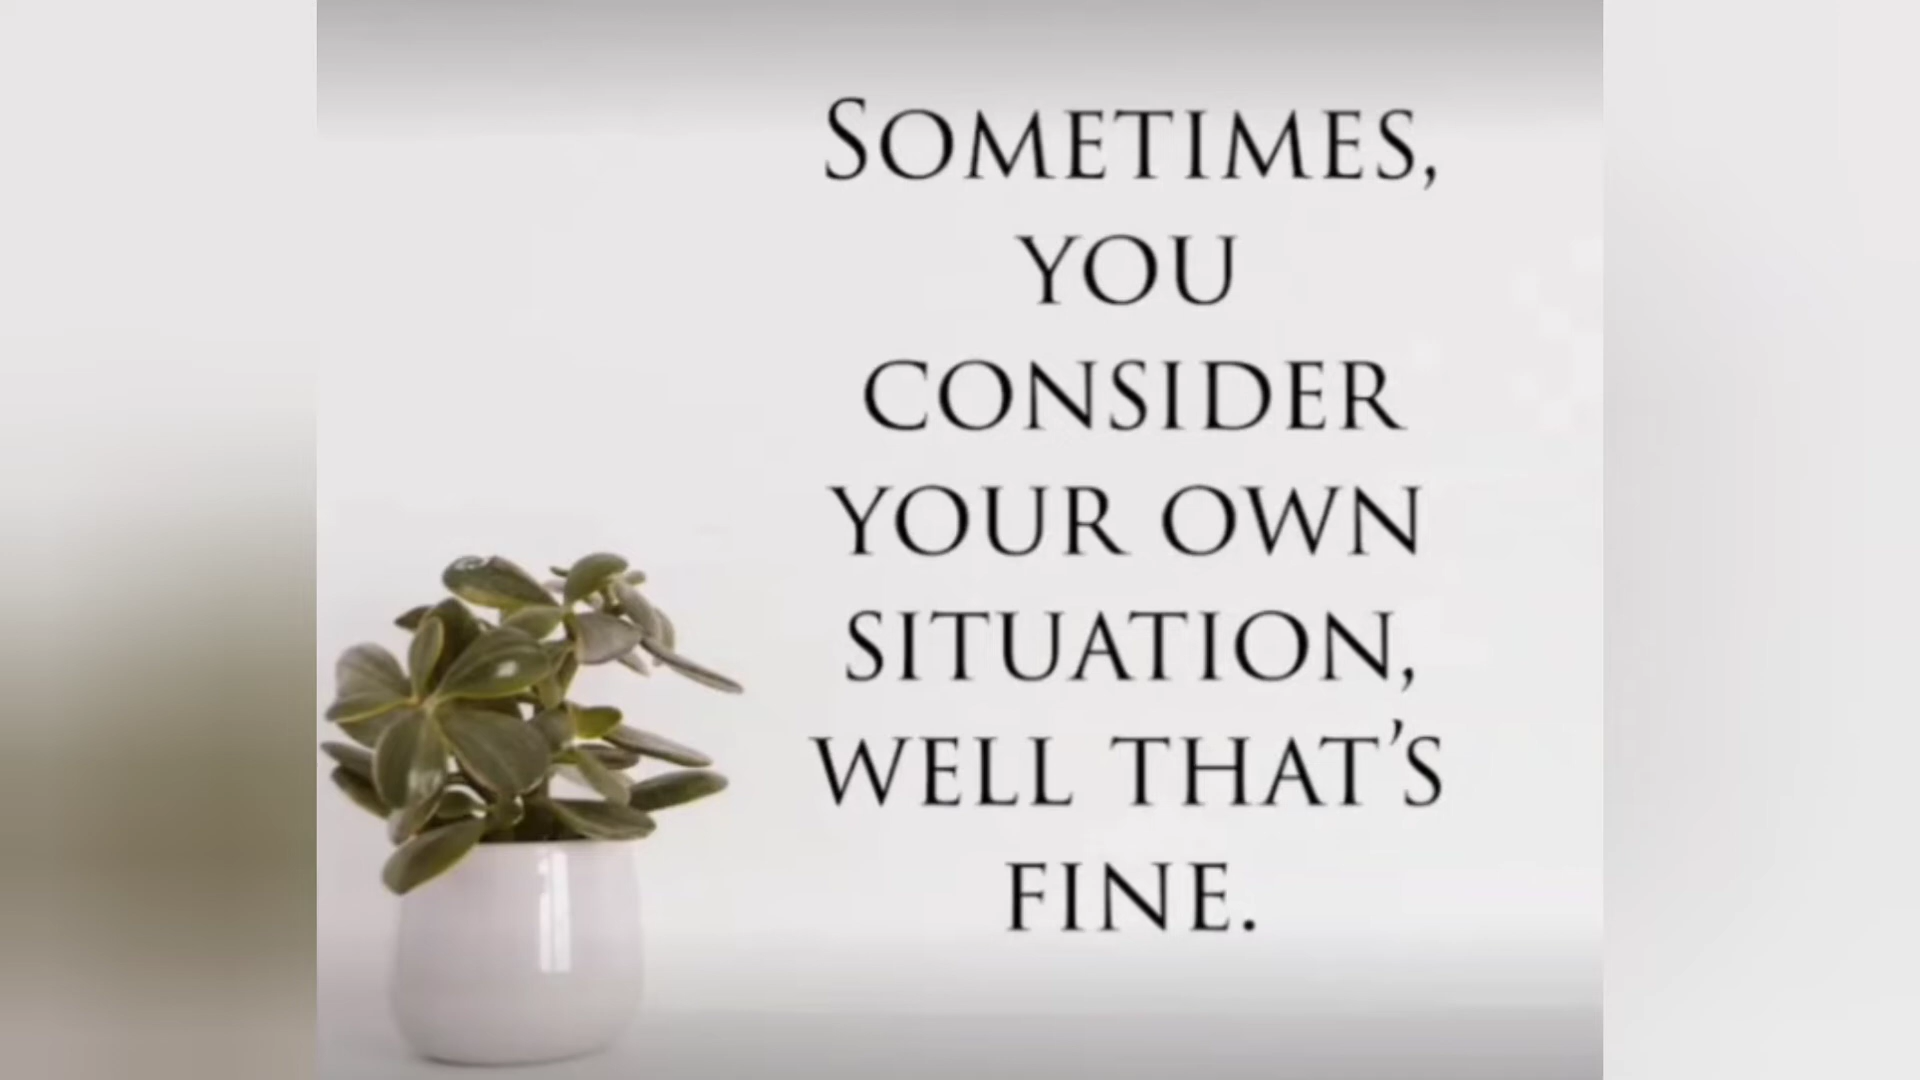 SOMETIMES,
YOU
CONSIDER
YOUR OWN
SITUATION,
WELL THAT'S
FINE.